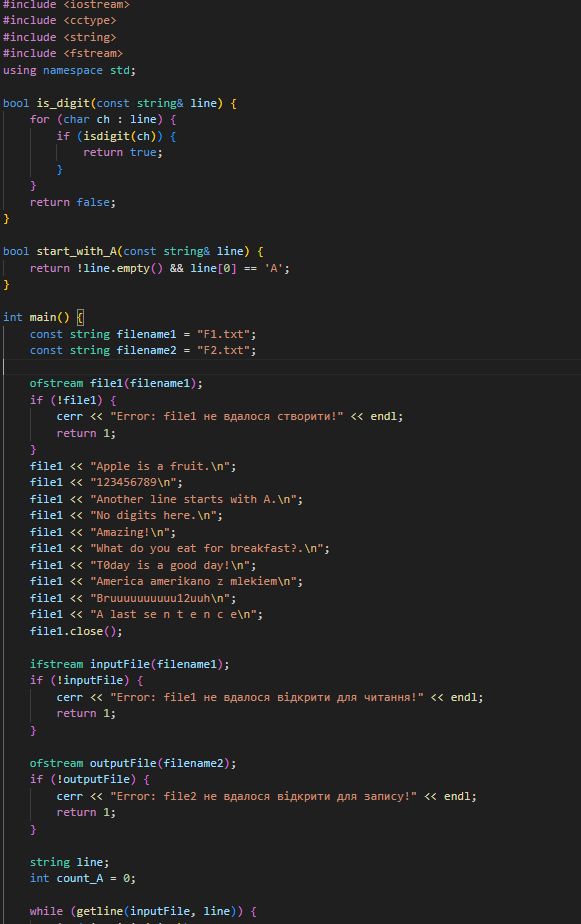 #include <iostream>
#include <cctype>
#include <string>
#include <fstream>
using namespace std;

bool is_digit(const string& line) {
    for (char ch : line) {
        if (isdigit(ch)) {
            return true;
        }
    }
    return false;
}

bool start_with_A(const string& line) {
    return !line.empty() && line[0] == 'A';
}

int main() {
    const string filename1 = "F1.txt";
    const string filename2 = "F2.txt";

    ofstream file1(filename1);
    if (!file1) {
        cerr << "Error: file1 не вдалося створити!" << endl;
        return 1;
    }
    file1 << "Apple is a fruit.\n";
    file1 << "123456789\n";
    file1 << "Another line starts with A.\n";
    file1 << "No digits here.\n";
    file1 << "Amazing!\n";
    file1 << "What do you eat for breakfast?.\n";
    file1 << "T0day is a good day!\n";
    file1 << "America amerikano z mlekiem\n";
    file1 << "Bruuuuuuuuuu12uuh\n";
    file1 << "A last se n t e n c e\n";
    file1.close();

    ifstream inputFile(filename1);
    if (!inputFile) {
        cerr << "Error: file1 не вдалося відкрити для читання!" << endl;
        return 1;
    }

    ofstream outputFile(filename2);
    if (!outputFile) {
        cerr << "Error: file2 не вдалося відкрити для запису!" << endl;
        return 1;
    }

    string line;
    int count_A = 0;

    while (getline(inputFile, line)) {